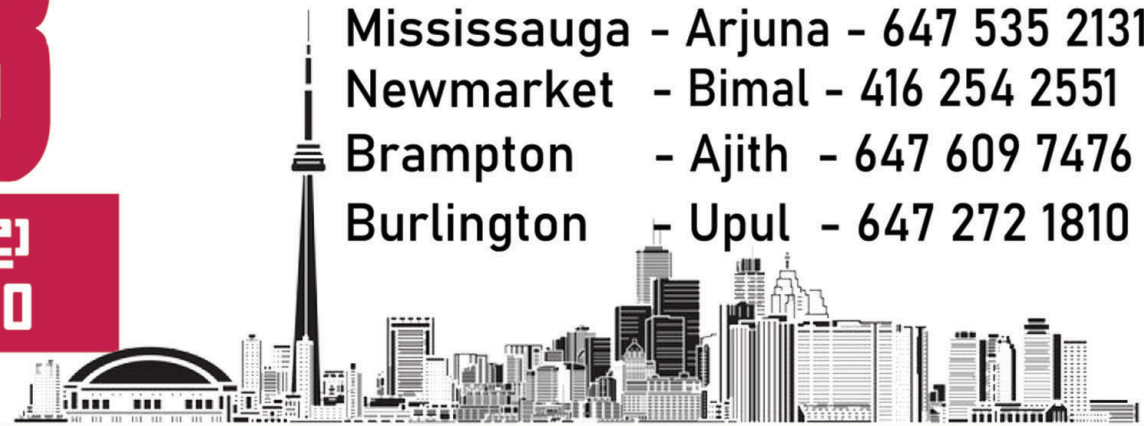 Mississauga - Arjuna - 647 535 2131
Newmarket - Bimal - 416 254 2551
Brampton - Ajith - 647 609 7476
Burlington - Upul - 647 272 1810